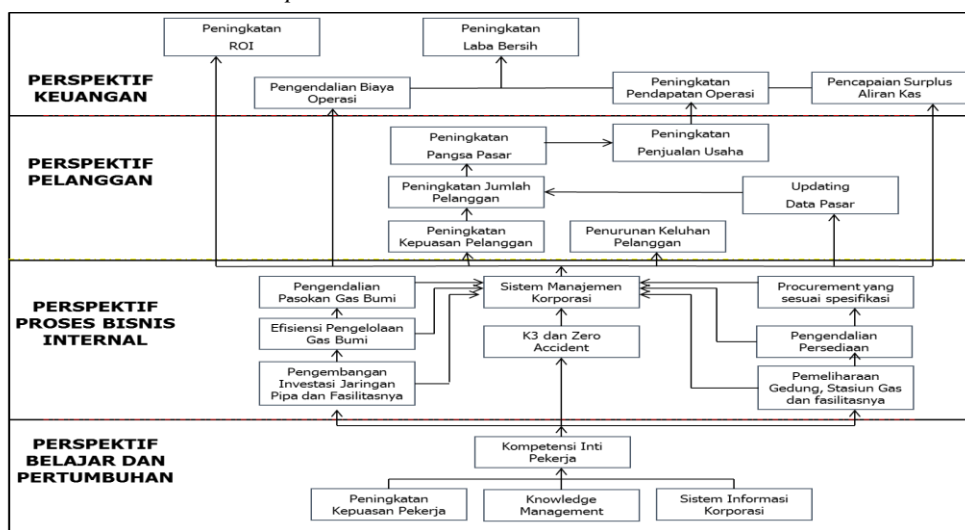 Peningkatan
ROI
Peningkatan
Laba Bersih
PERSPEKTIF
KEUANGAN
Pengendalian Biaya
Operasi
Peningkatan
Pendapatan Operasi
Pencapaian Surplus
Aliran Kas
PERSPEKTIF
PELANGGAN
Peningkatan
Pangsa Pasar
Peningkatan
Penjualan Usaha
Peningkatan Jumlah
Pelanggan
Updating
Data Pasar
Peningkatan
Kepuasan Pelanggan
Penurunan Keluhan
Pelanggan
PERSPEKTIF
PROSES BISNIS
INTERNAL
Pengendalian
Pasokan Gas Bumi
Sistem Manajemen
Korporasi
Procurement yang
sesuai spesifikasi
Efisiensi Pengelolaan
Gas Bumi
K3 dan Zero
Accident
Pengendalian
Persediaan
Pengembangan
Investasi Jaringan
Pipa dan Fasilitasnya
Pemeliharaan
Gedung, Stasiun Gas
dan fasilitasnya
PERSPEKTIF
BELAJAR DAN
PERTUMBUHAN
Kompetensi Inti
Pekerja
Peningkatan
Kepuasan Pekerja
Knowledge
Management
Sistem Informasi
Korporasi